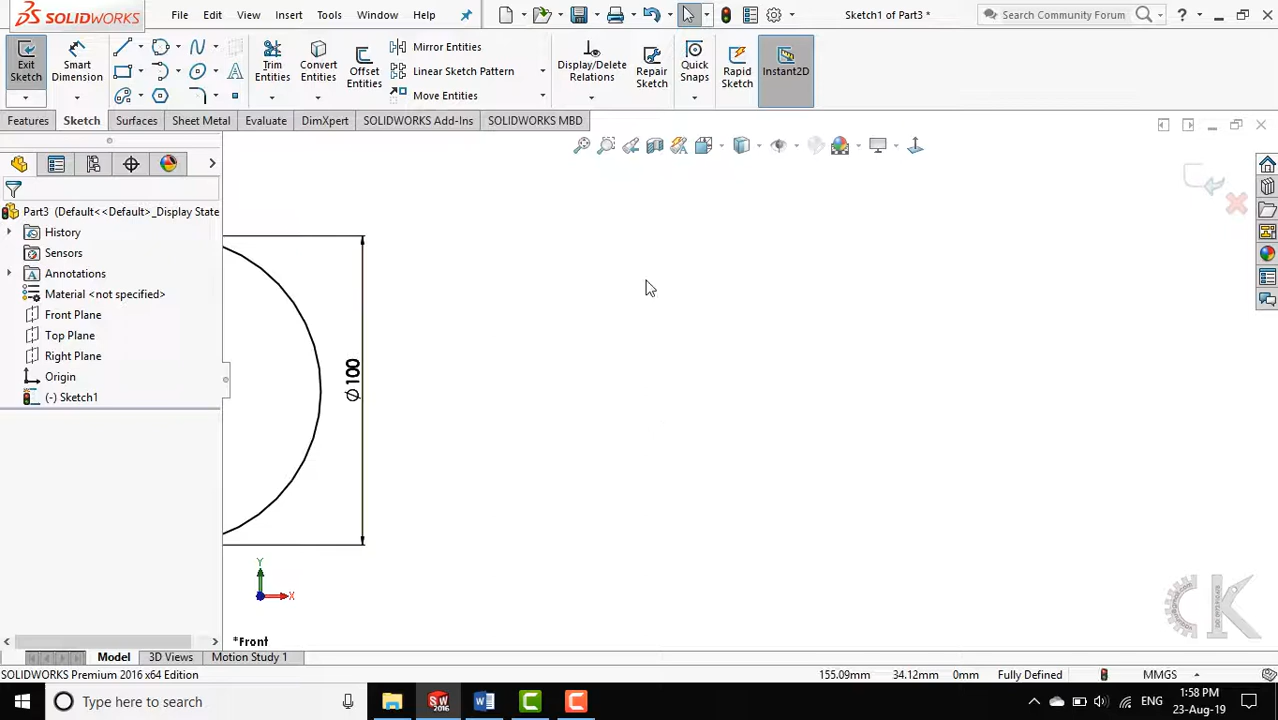 SOLIDWORKS File Edit View Insert Tools Window Help Sketch1 of Part3 * Search Community Forum ?
Exit Sketch Smart Dimension Trim Entities Convert Entities Offset Entities Mirror Entities Linear Sketch Pattern Move Entities Display/Delete Relations Repair Sketch Quick Snaps Rapid Sketch Instant2D
Features Sketch Surfaces Sheet Metal Evaluate DimXpert SOLIDWORKS Add-Ins SOLIDWORKS MBD
Part3 (Default<<Default>_Display State
History
Sensors
Annotations
Material <not specified>
Front Plane
Top Plane
Right Plane
Origin
(-) Sketch1
Ø100
Y
X
*Front
CK
Model 3D Views Motion Study 1
SOLIDWORKS Premium 2016 x64 Edition 155.09mm 34.12mm 0mm Fully Defined MMGS
Type here to search SW 2016 ENG 1:58 PM
23-Aug-19